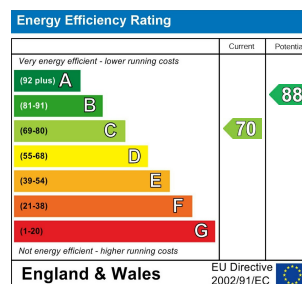 Energy Efficiency Rating
Current Potentia
Very energy efficient - lower running costs
(92 plus) A
(81-91) B
(69-80) C
(55-68) D
(39-54) E
(21-38) F
(1-20) G
70
88
Not energy efficient - higher running costs
England & Wales
EU Directive
2002/91/EC